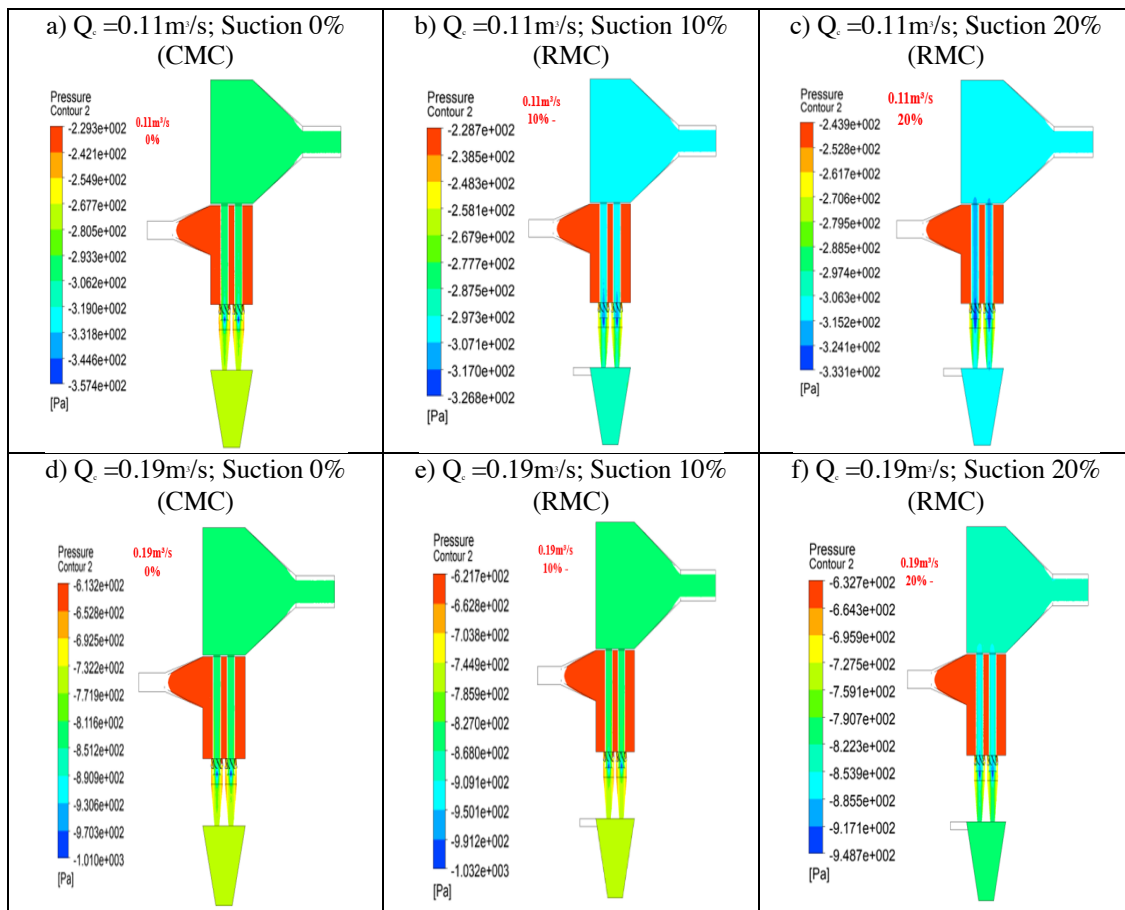 a) Q꜀ =0.11m³/s; Suction 0%
(CMC)
Pressure
Contour 2
0.11m³/s
0%
-2.293e+002
-2.421e+002
-2.549e+002
-2.677e+002
-2.805e+002
-2.933e+002
-3.062e+002
-3.190e+002
-3.318e+002
-3.446e+002
-3.574e+002
[Pa]
b) Q꜀ =0.11m³/s; Suction 10%
(RMC)
Pressure
Contour 2
0.11m³/s
10% -
-2.287e+002
-2.385e+002
-2.483e+002
-2.581e+002
-2.679e+002
-2.777e+002
-2.875e+002
-2.973e+002
-3.071e+002
-3.170e+002
-3.268e+002
[Pa]
c) Q꜀ =0.11m³/s; Suction 20%
(RMC)
Pressure
Contour 2
0.11m³/s
20%
-2.439e+002
-2.528e+002
-2.617e+002
-2.706e+002
-2.795e+002
-2.885e+002
-2.974e+002
-3.063e+002
-3.152e+002
-3.241e+002
-3.331e+002
[Pa]
d) Q꜀ =0.19m³/s; Suction 0%
(CMC)
Pressure
Contour 2
0.19m³/s
0%
-6.132e+002
-6.528e+002
-6.925e+002
-7.322e+002
-7.719e+002
-8.116e+002
-8.512e+002
-8.909e+002
-9.306e+002
-9.703e+002
-1.010e+003
[Pa]
e) Q꜀ =0.19m³/s; Suction 10%
(RMC)
Pressure
Contour 2
0.19m³/s
10% -
-6.217e+002
-6.628e+002
-7.038e+002
-7.449e+002
-7.859e+002
-8.270e+002
-8.680e+002
-9.091e+002
-9.501e+002
-9.912e+002
-1.032e+003
[Pa]
f) Q꜀ =0.19m³/s; Suction 20%
(RMC)
Pressure
Contour 2
0.19m³/s
20% -
-6.327e+002
-6.643e+002
-6.959e+002
-7.275e+002
-7.591e+002
-7.907e+002
-8.223e+002
-8.539e+002
-8.855e+002
-9.171e+002
-9.487e+002
[Pa]